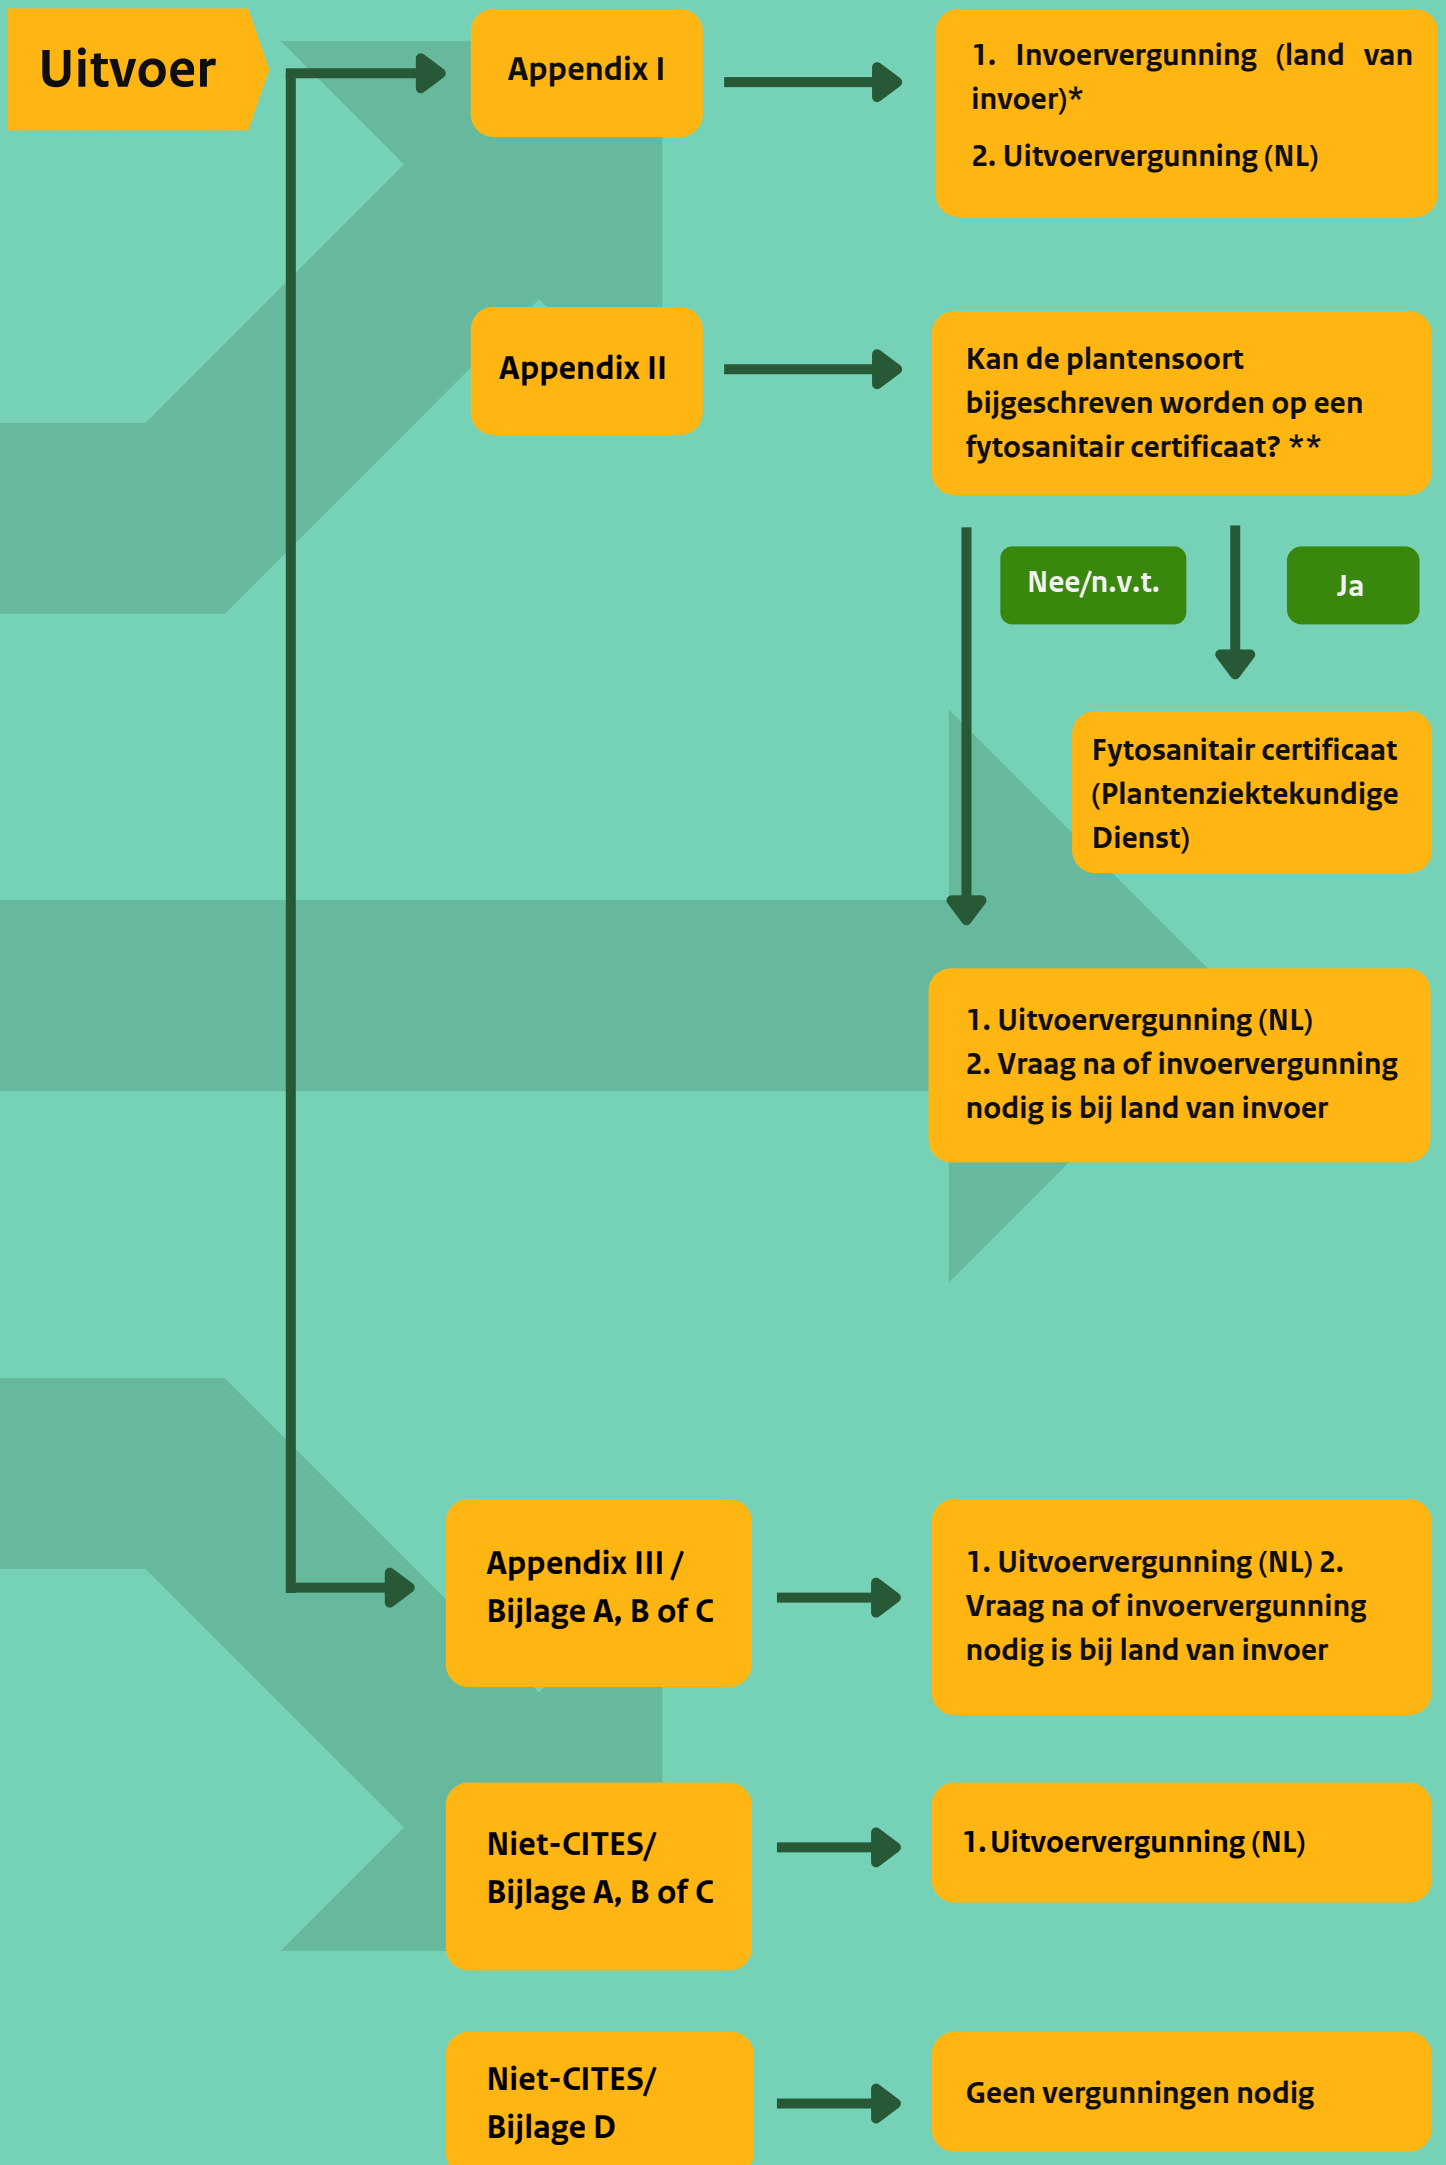 Uitvoer
Appendix I
1. Invoervergunning (land van
invoer)*
2. Uitvoervergunning (NL)
Appendix II
Kan de plantensoort
bijgeschreven worden op een
fytosanitair certificaat? **
Nee/n.v.t.
Ja
Fytosanitair certificaat
(Plantenziektekundige
Dienst)
1. Uitvoervergunning (NL)
2. Vraag na of invoervergunning
nodig is bij land van invoer
Appendix III /
Bijlage A, B of C
1. Uitvoervergunning (NL) 2.
Vraag na of invoervergunning
nodig is bij land van invoer
Niet-CITES/
Bijlage A, B of C
1. Uitvoervergunning (NL)
Niet-CITES/
Bijlage D
Geen vergunningen nodig